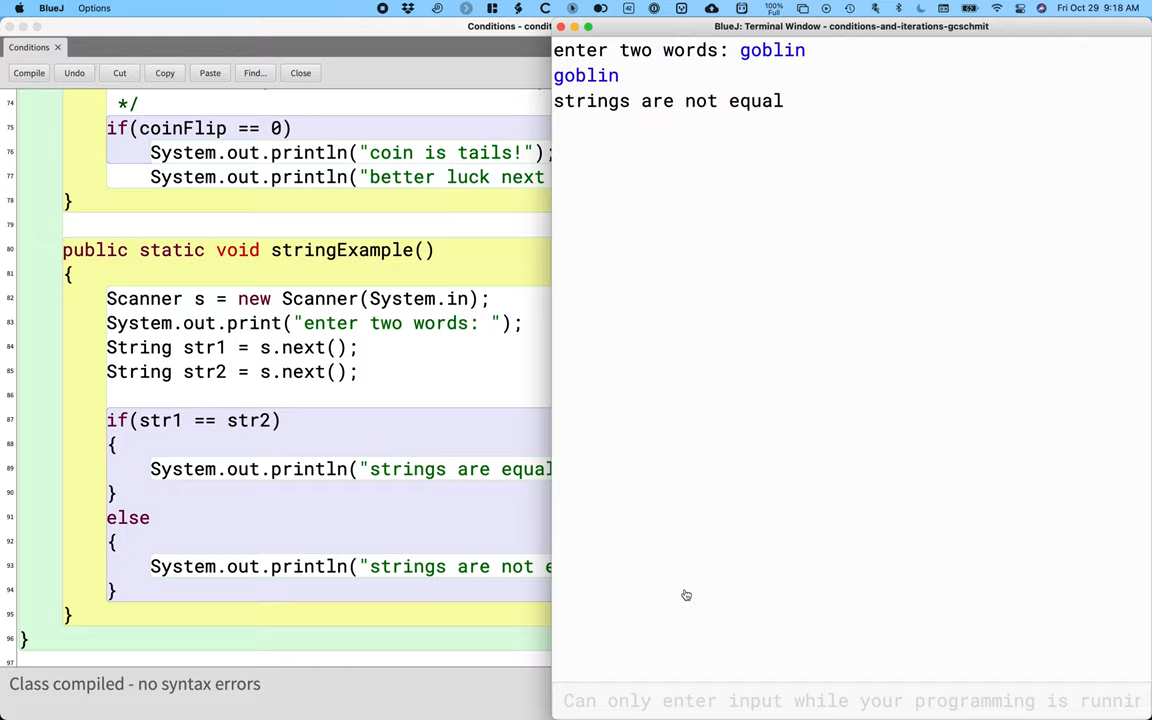 BlueJ Options 42 100% Full Fri Oct 29 9:18 AM
Conditions - condit
BlueJ: Terminal Window - conditions-and-iterations-gcschmit
Conditions ×
Compile Undo Cut Copy Paste Find... Close
74 */
75 if(coinFlip == 0)
76 System.out.println("coin is tails!");
77 System.out.println("better luck next
78 }
79
80 public static void stringExample()
81 {
82 Scanner s = new Scanner(System.in);
83 System.out.print("enter two words: ");
84 String str1 = s.next();
85 String str2 = s.next();
86
87 if(str1 == str2)
88 {
89 System.out.println("strings are equal
90 }
91 else
92 {
93 System.out.println("strings are not e
94 }
95 }
96 }
97
Class compiled - no syntax errors
enter two words: goblin
goblin
strings are not equal
Can only enter input while your programming is runnin